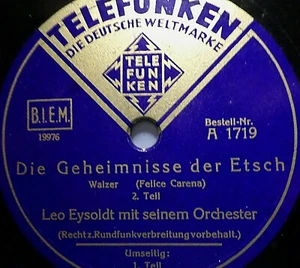 TELEFUNKEN
DIE DEUTSCHE WELTMARKE
TELE
FUN
KEN
B.I.E.M.
19976
Bestell-Nr.
A 1719
Die Geheimnisse der Etsch
Walzer (Felice Carena)
2. Teil
Leo Eysoldt mit seinem Orchester
(Recht z. Rundfunkverbreitung vorbehalt.)
Umseitig:
1. Teil